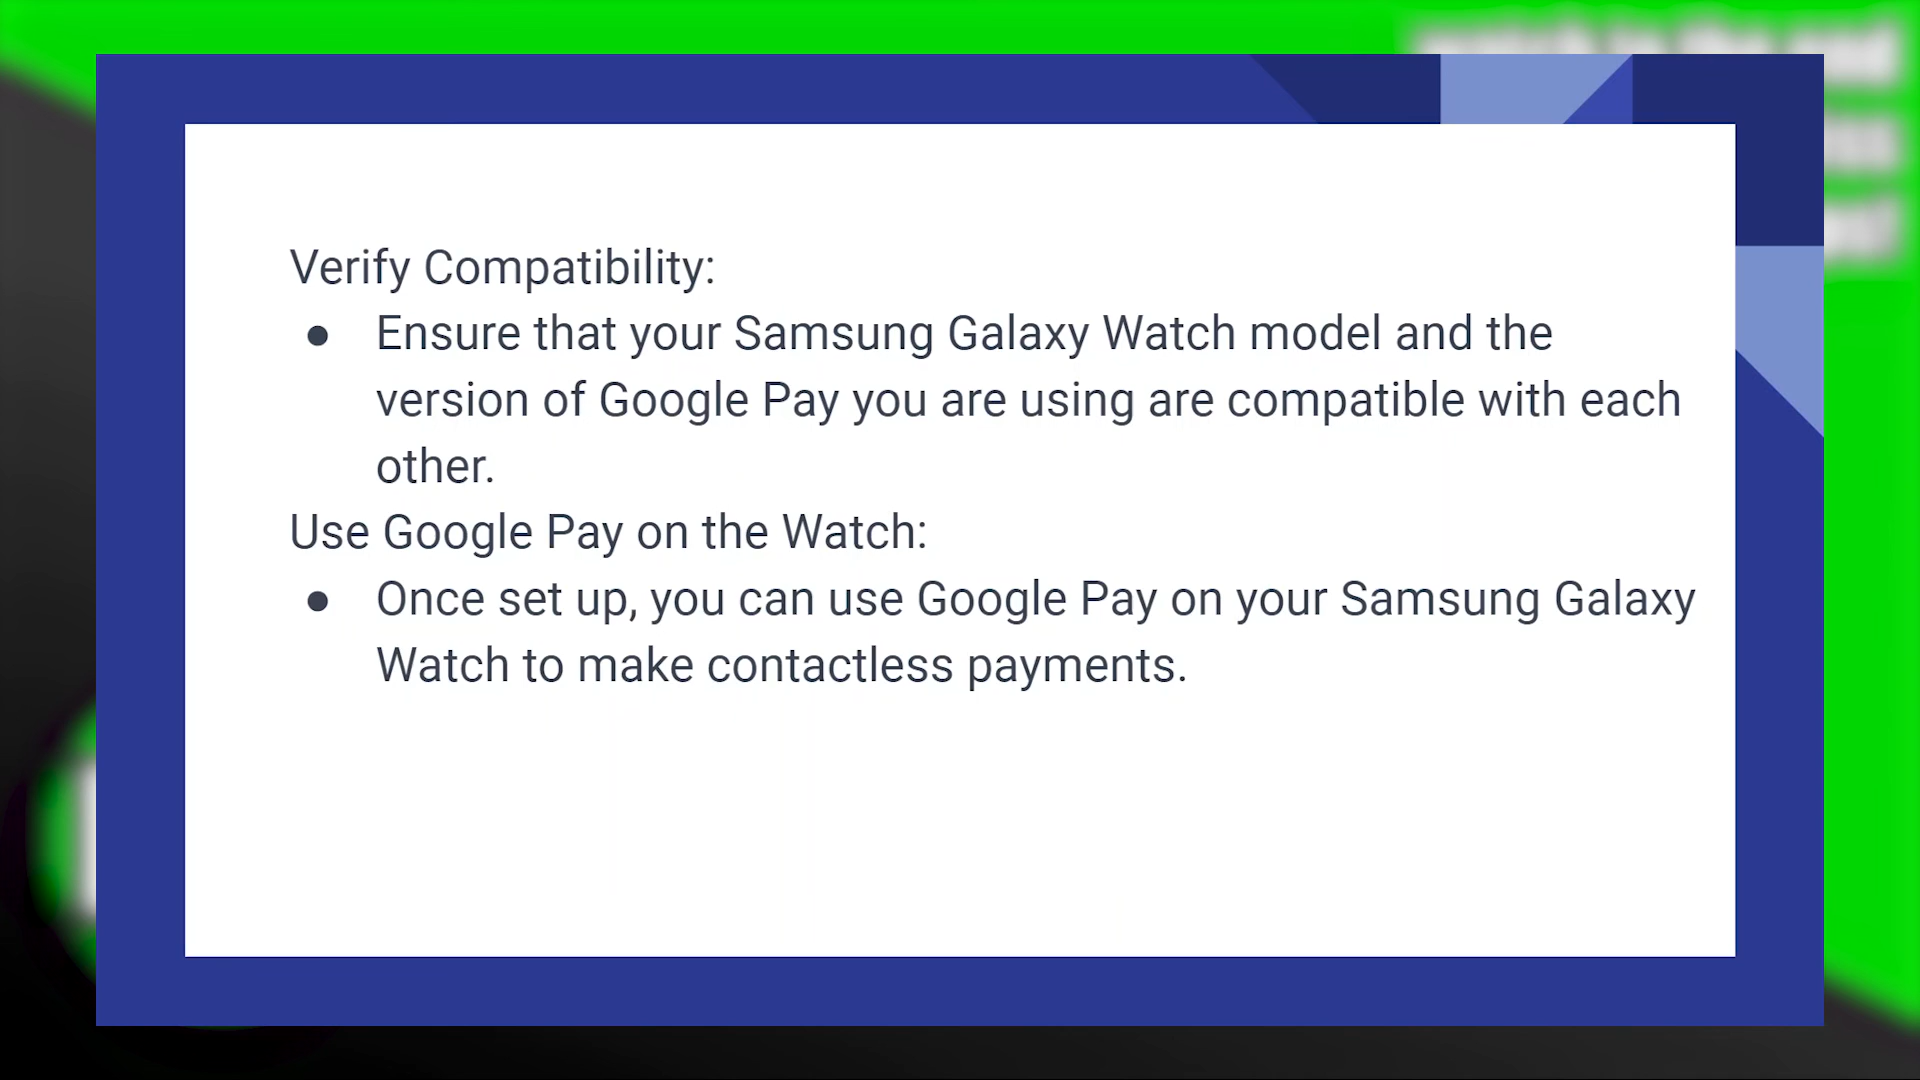 Verify Compatibility:
● Ensure that your Samsung Galaxy Watch model and the
version of Google Pay you are using are compatible with each
other.
Use Google Pay on the Watch:
● Once set up, you can use Google Pay on your Samsung Galaxy
Watch to make contactless payments.